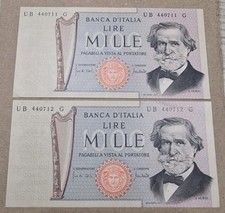 UB 440711 G
UB 440711 G
BANCA D'ITALIA
LIRE
MILLE
PAGABILI A VISTA AL PORTATORE
UB 440712 G
UB 440712 G
BANCA D'ITALIA
LIRE
MILLE
PAGABILI A VISTA AL PORTATORE